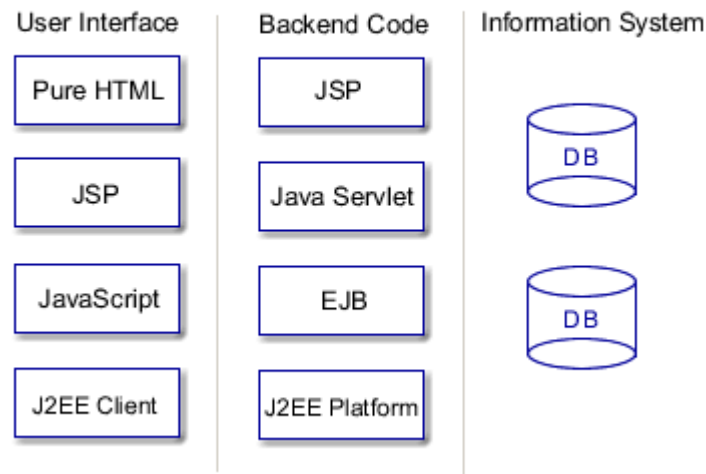 User Interface
Backend Code
Information System
Pure HTML
JSP
JavaScript
J2EE Client
JSP
Java Servlet
EJB
J2EE Platform
DB
DB